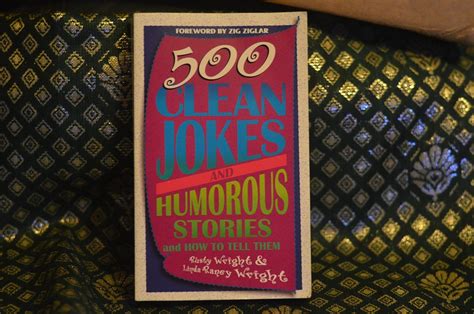 FOREWORD BY ZIG ZIGLAR
500
CLEAN
JOKES
AND
HUMOROUS
STORIES
and HOW TO TELL THEM
Rusty Wright &
Linda Raney Wright